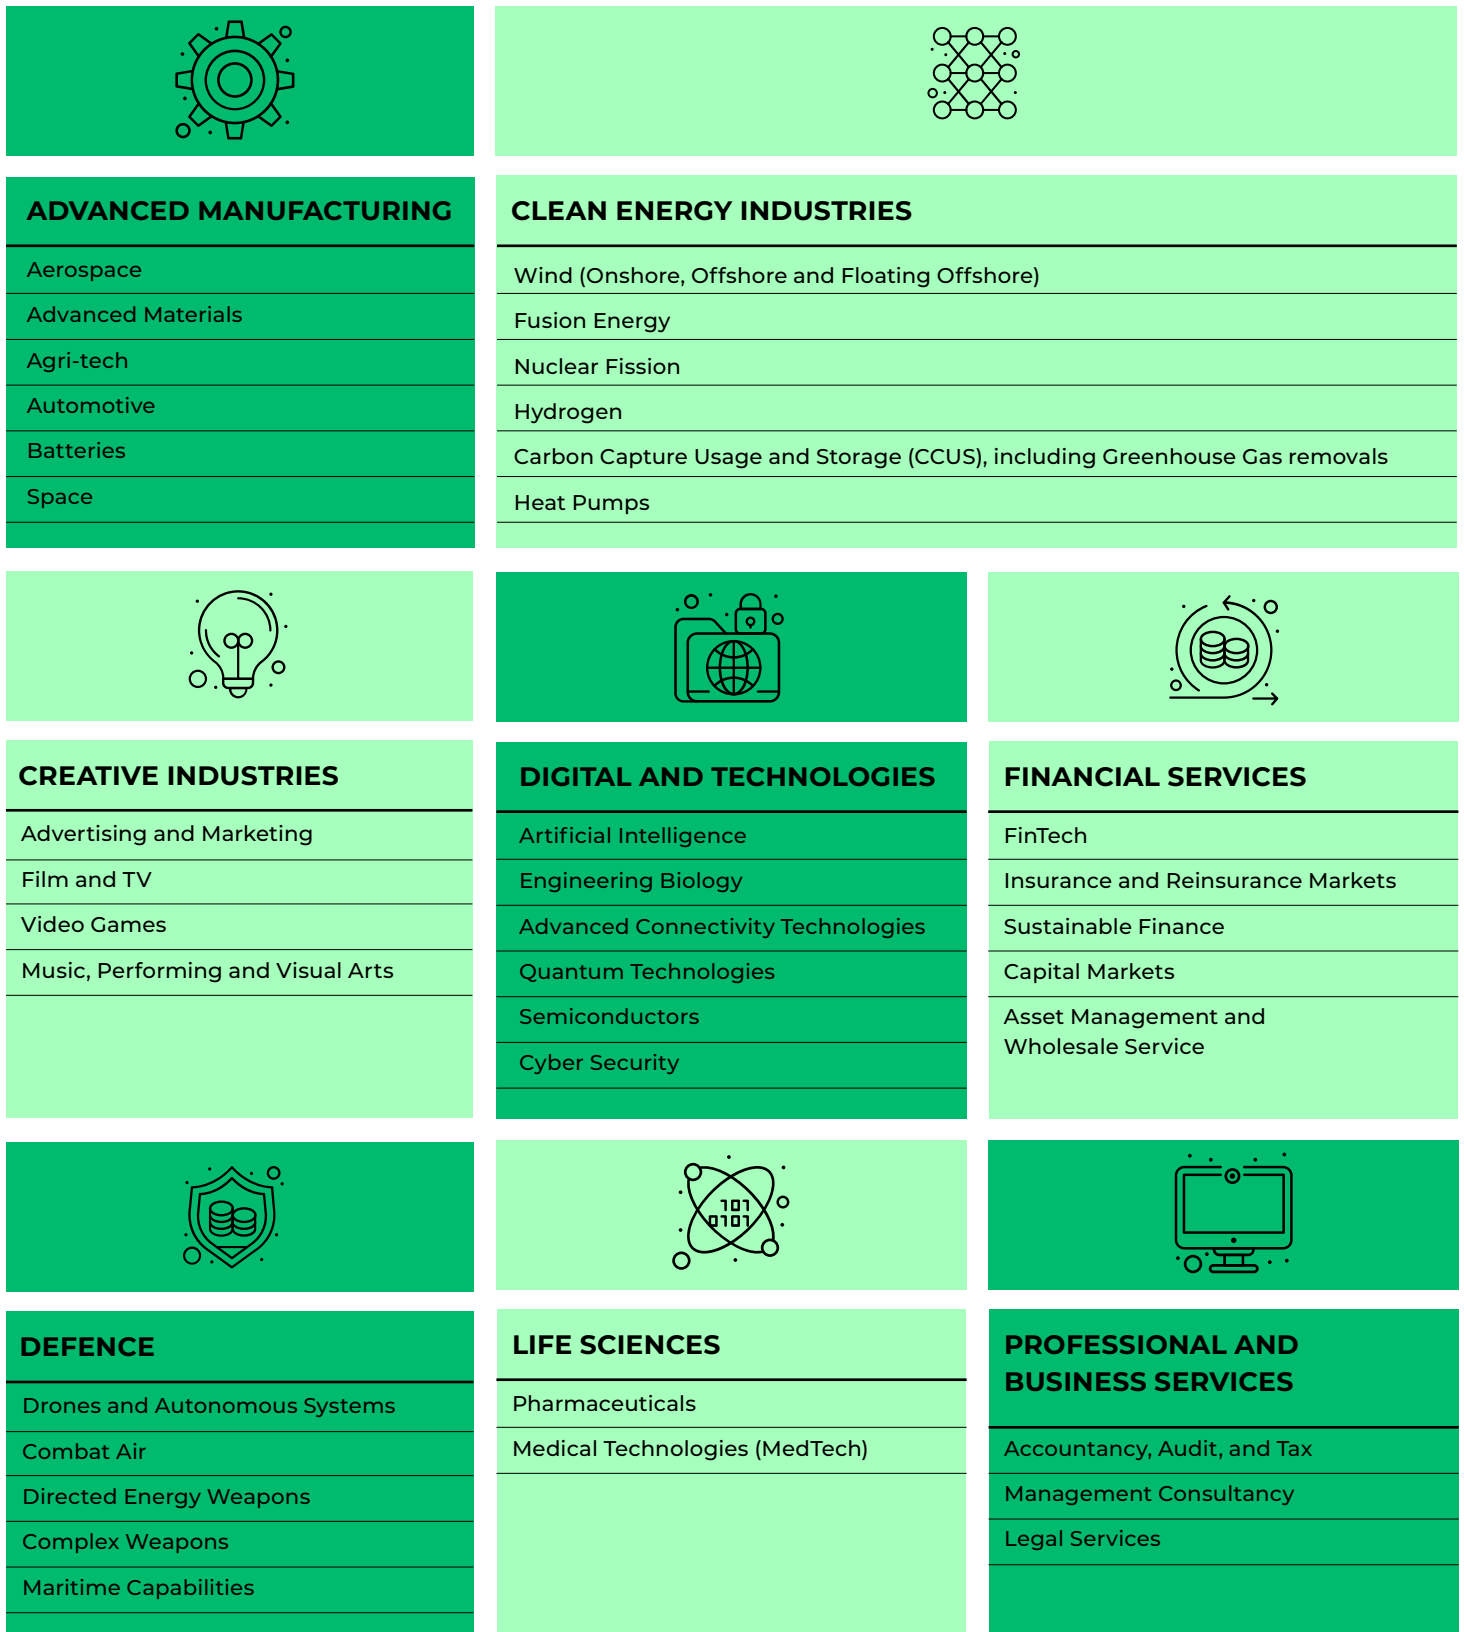 ADVANCED MANUFACTURING
Aerospace
Advanced Materials
Agri-tech
Automotive
Batteries
Space
CLEAN ENERGY INDUSTRIES
Wind (Onshore, Offshore and Floating Offshore)
Fusion Energy
Nuclear Fission
Hydrogen
Carbon Capture Usage and Storage (CCUS), including Greenhouse Gas removals
Heat Pumps
CREATIVE INDUSTRIES
Advertising and Marketing
Film and TV
Video Games
Music, Performing and Visual Arts
DIGITAL AND TECHNOLOGIES
Artificial Intelligence
Engineering Biology
Advanced Connectivity Technologies
Quantum Technologies
Semiconductors
Cyber Security
FINANCIAL SERVICES
FinTech
Insurance and Reinsurance Markets
Sustainable Finance
Capital Markets
Asset Management and
Wholesale Service
DEFENCE
Drones and Autonomous Systems
Combat Air
Directed Energy Weapons
Complex Weapons
Maritime Capabilities
101
0101
LIFE SCIENCES
Pharmaceuticals
Medical Technologies (MedTech)
PROFESSIONAL AND
BUSINESS SERVICES
Accountancy, Audit, and Tax
Management Consultancy
Legal Services